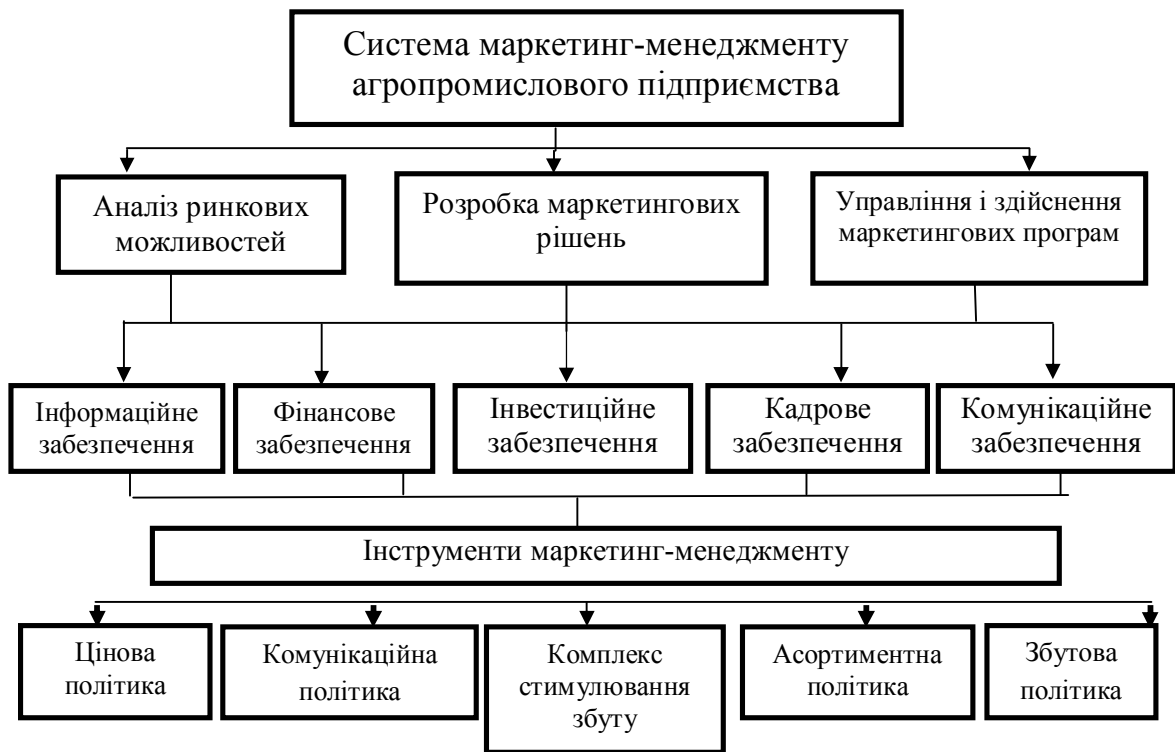 Система маркетинг-менеджменту
агропромислового підприємства
Аналіз ринкових
можливостей
Розробка маркетингових
рішень
Управління і здійснення
маркетингових програм
Інформаційне
забезпечення
Фінансове
забезпечення
Інвестиційне
забезпечення
Кадрове
забезпечення
Комунікаційне
забезпечення
Інструменти маркетинг-менеджменту
Цінова
політика
Комунікаційна
політика
Комплекс
стимулювання
збуту
Асортиментна
політика
Збутова
політика